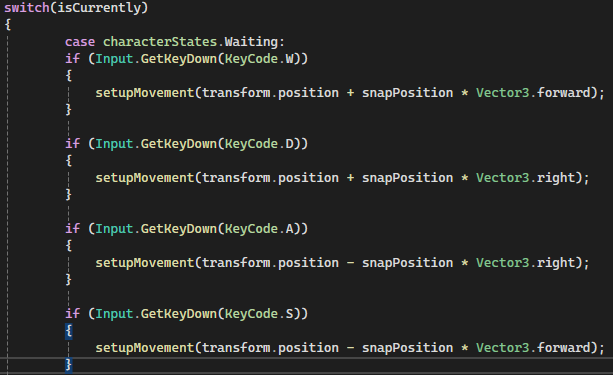 switch(isCurrently)
{
case characterStates.Waiting:
if (Input.GetKeyDown(KeyCode.W))
{
setupMovement(transform.position + snapPosition * Vector3.forward);
}
if (Input.GetKeyDown(KeyCode.D))
{
setupMovement(transform.position + snapPosition * Vector3.right);
}
if (Input.GetKeyDown(KeyCode.A))
{
setupMovement(transform.position - snapPosition * Vector3.right);
}
if (Input.GetKeyDown(KeyCode.S))
{
setupMovement(transform.position - snapPosition * Vector3.forward);
}